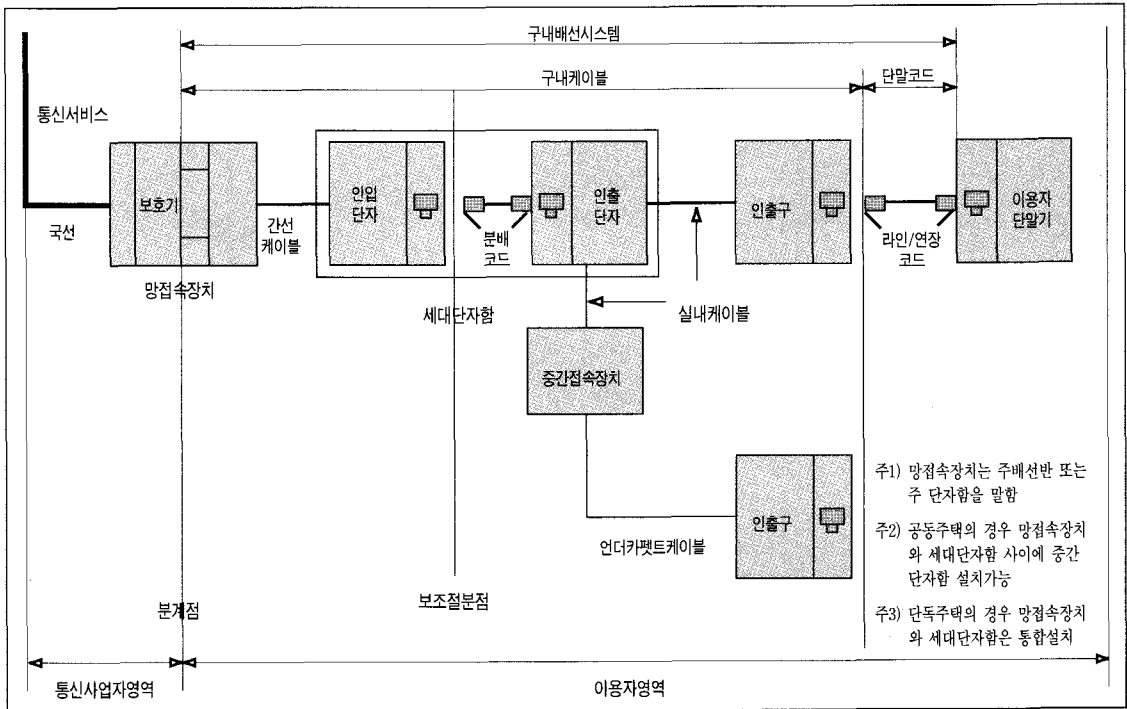 구내배선시스템
구내케이블
단말코드
통신서비스
보호기
인입
단자
인출
단자
인출구
이용자
단말기
국선
간선
케이블
분배
코드
라인/연장
코드
망접속장치
세대단자함
실내케이블
중간접속장치
인출구
언더카펫트케이블
주1) 망접속장치는 주배선반 또는
주 단자함을 말함
주2) 공동주택의 경우 망접속장치
와 세대단자함 사이에 중간
단자함 설치가능
주3) 단독주택의 경우 망접속장치
와 세대단자함은 통합설치
분계점
보조절분점
통신사업자영역
이용자영역